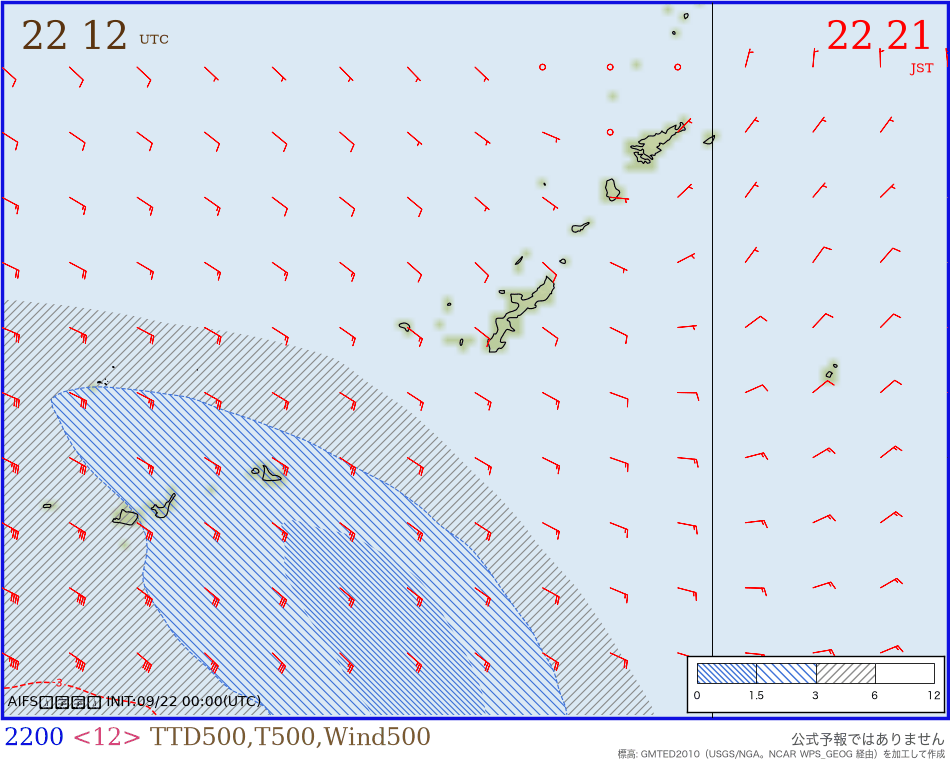 22 12 UTC
22 21
JST
-3
AIFS INIT:09/22 00:00(UTC)
0 1.5 3 6 12
2200 <12> TTD500,T500,Wind500
公式予報ではありません
標高: GMTED2010（USGS/NGA。NCAR WPS_GEOG 経由）を加工して作成